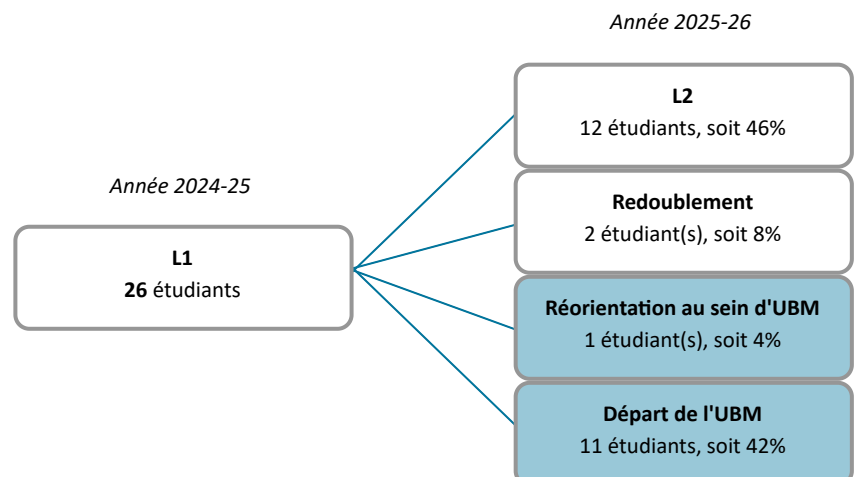 Année 2025-26
L2
12 étudiants, soit 46%
Année 2024-25
Redoublement
2 étudiant(s), soit 8%
L1
26 étudiants
Réorientation au sein d'UBM
1 étudiant(s), soit 4%
Départ de l'UBM
11 étudiants, soit 42%